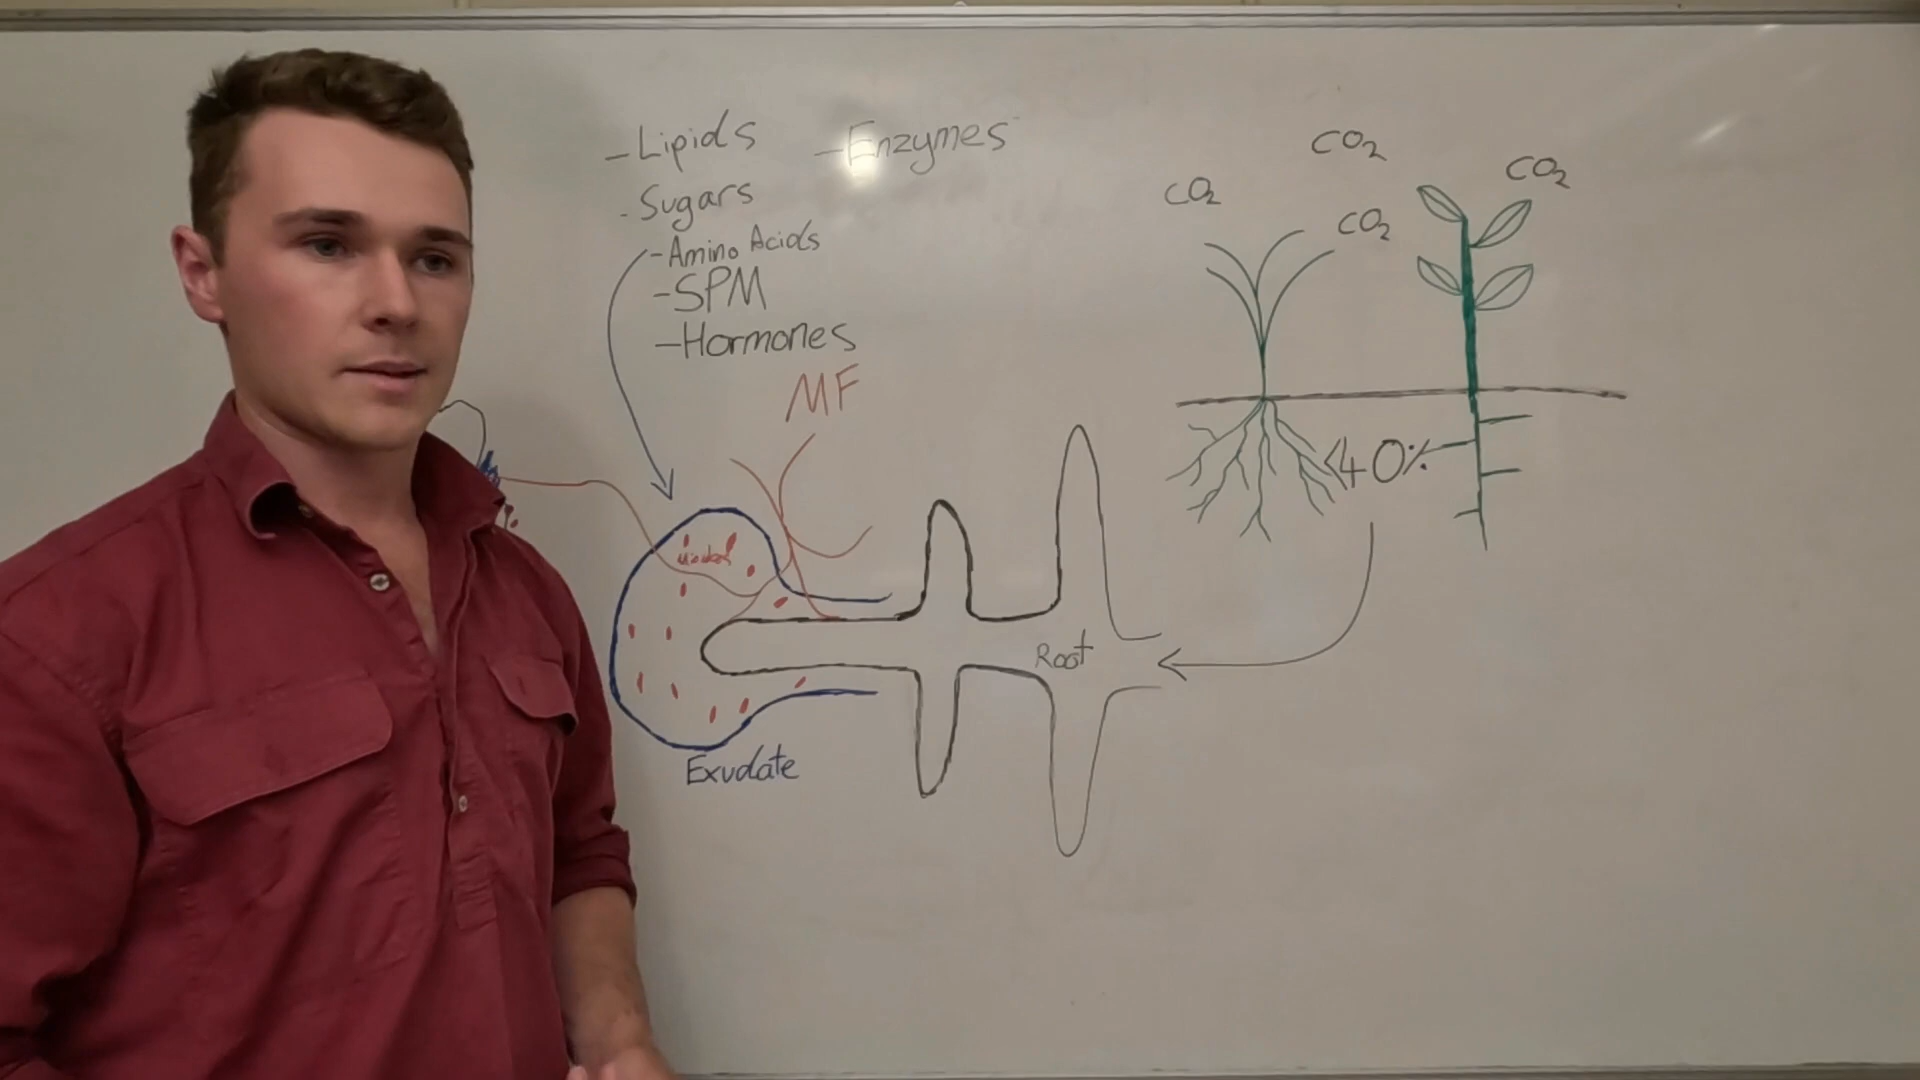 -Lipids
-Enzymes
-Sugars
-Amino Acids
-SPM
-Hormones
MF
Exudate
Root
CO₂
CO₂
CO₂
CO₂
40%